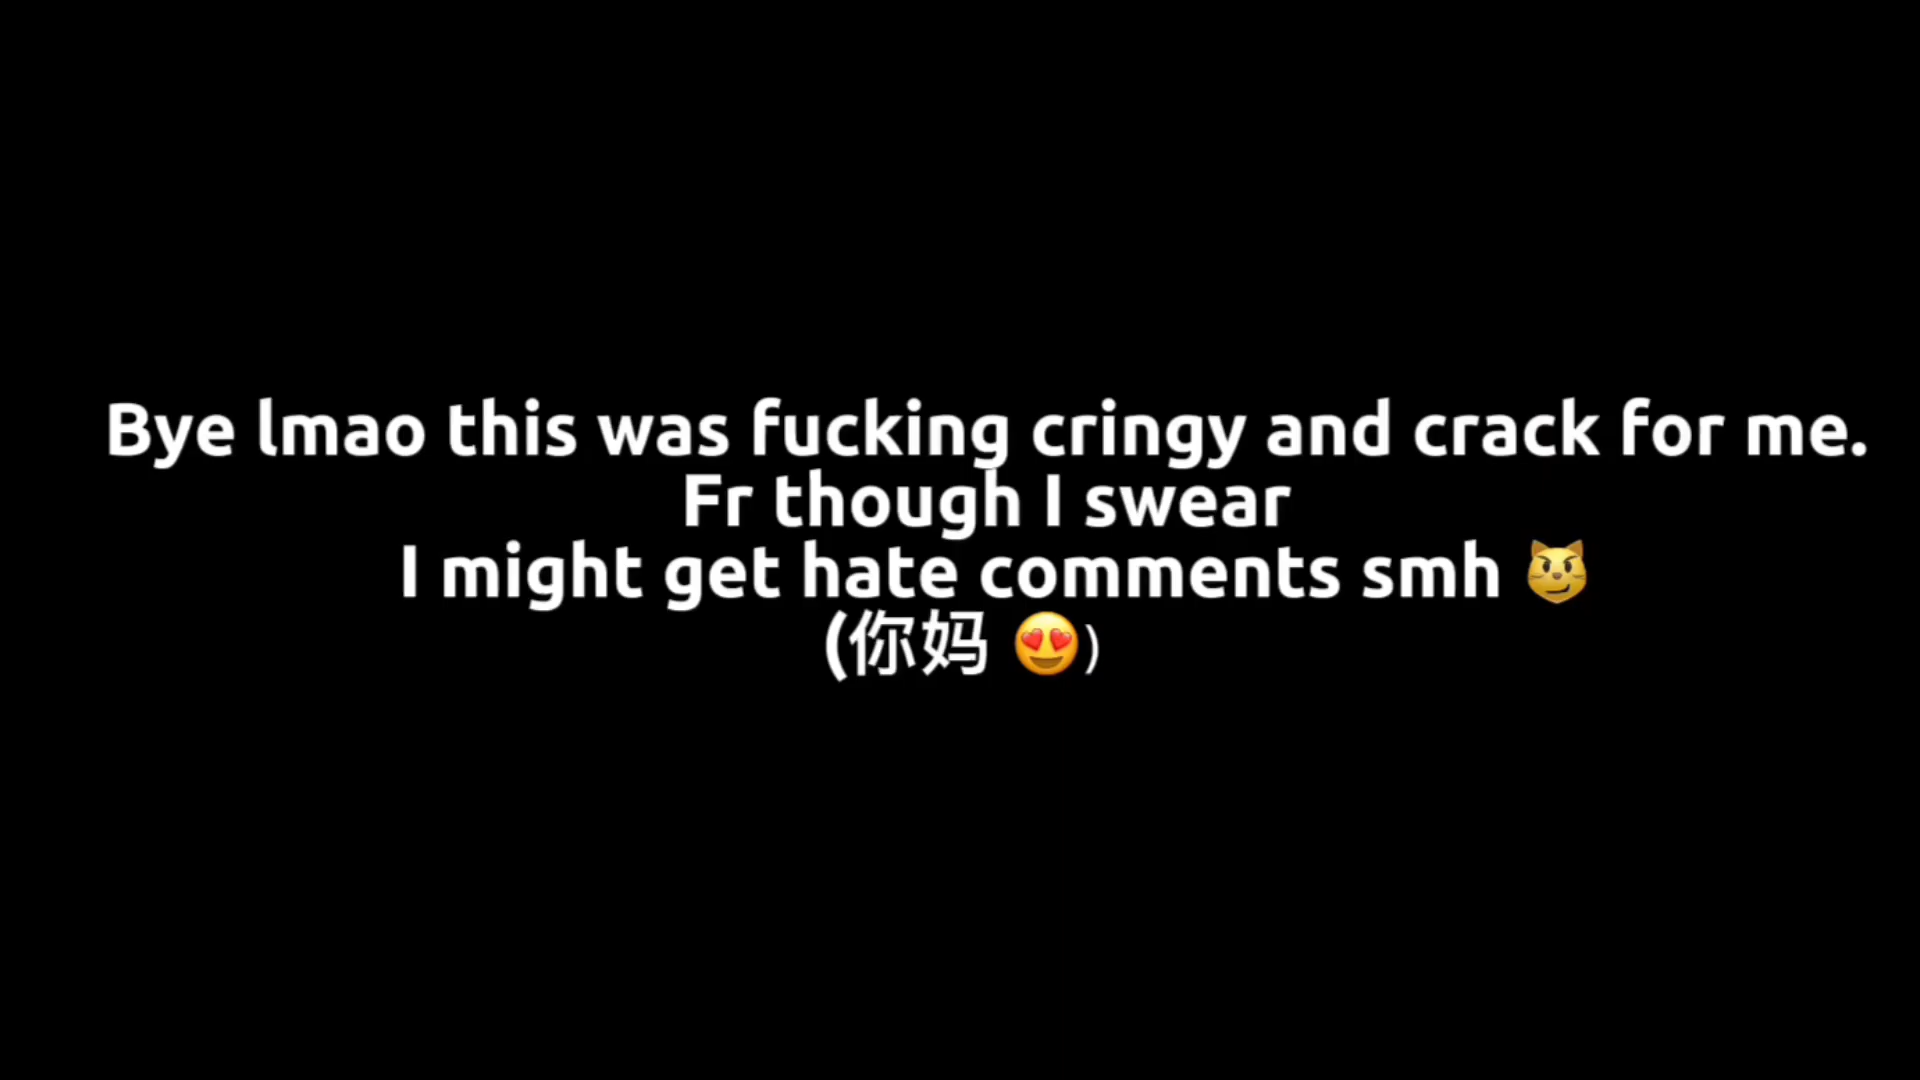 Bye lmao this was fucking cringy and crack for me.
Fr though I swear
I might get hate comments smh 😼
(你妈 😍)